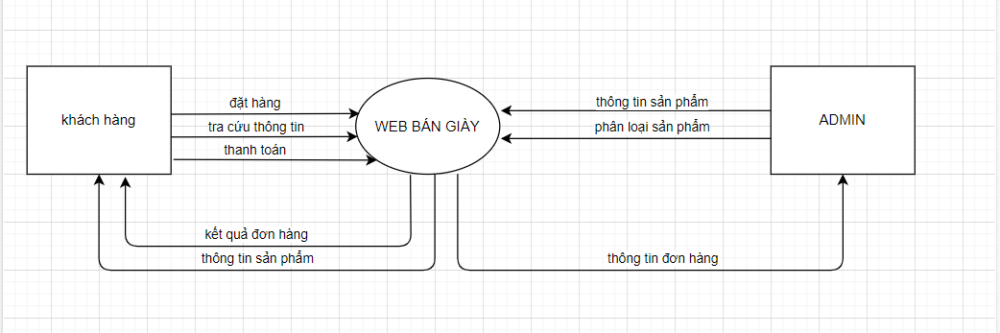 đặt hàng
thông tin sản phẩm
khách hàng
tra cứu thông tin
WEB BÁN GIÀY
phân loại sản phẩm
ADMIN
thanh toán
kết quả đơn hàng
thông tin sản phẩm
thông tin đơn hàng